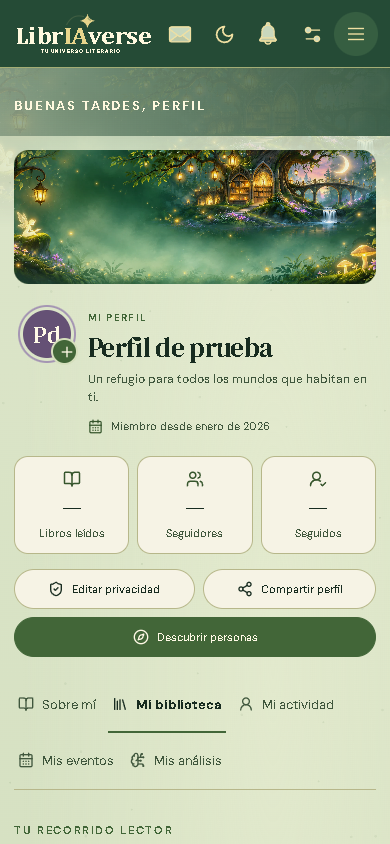 LibrIAverse
TU UNIVERSO LITERARIO
BUENAS TARDES, PERFIL
Pd
MI PERFIL
Perfil de prueba
Un refugio para todos los mundos que habitan en
ti.
Miembro desde enero de 2026
— — —
Libros leídos Seguidores Seguidos
Editar privacidad Compartir perfil
Descubrir personas
Sobre mí Mi biblioteca Mi actividad
Mis eventos Mis análisis
TU RECORRIDO LECTOR